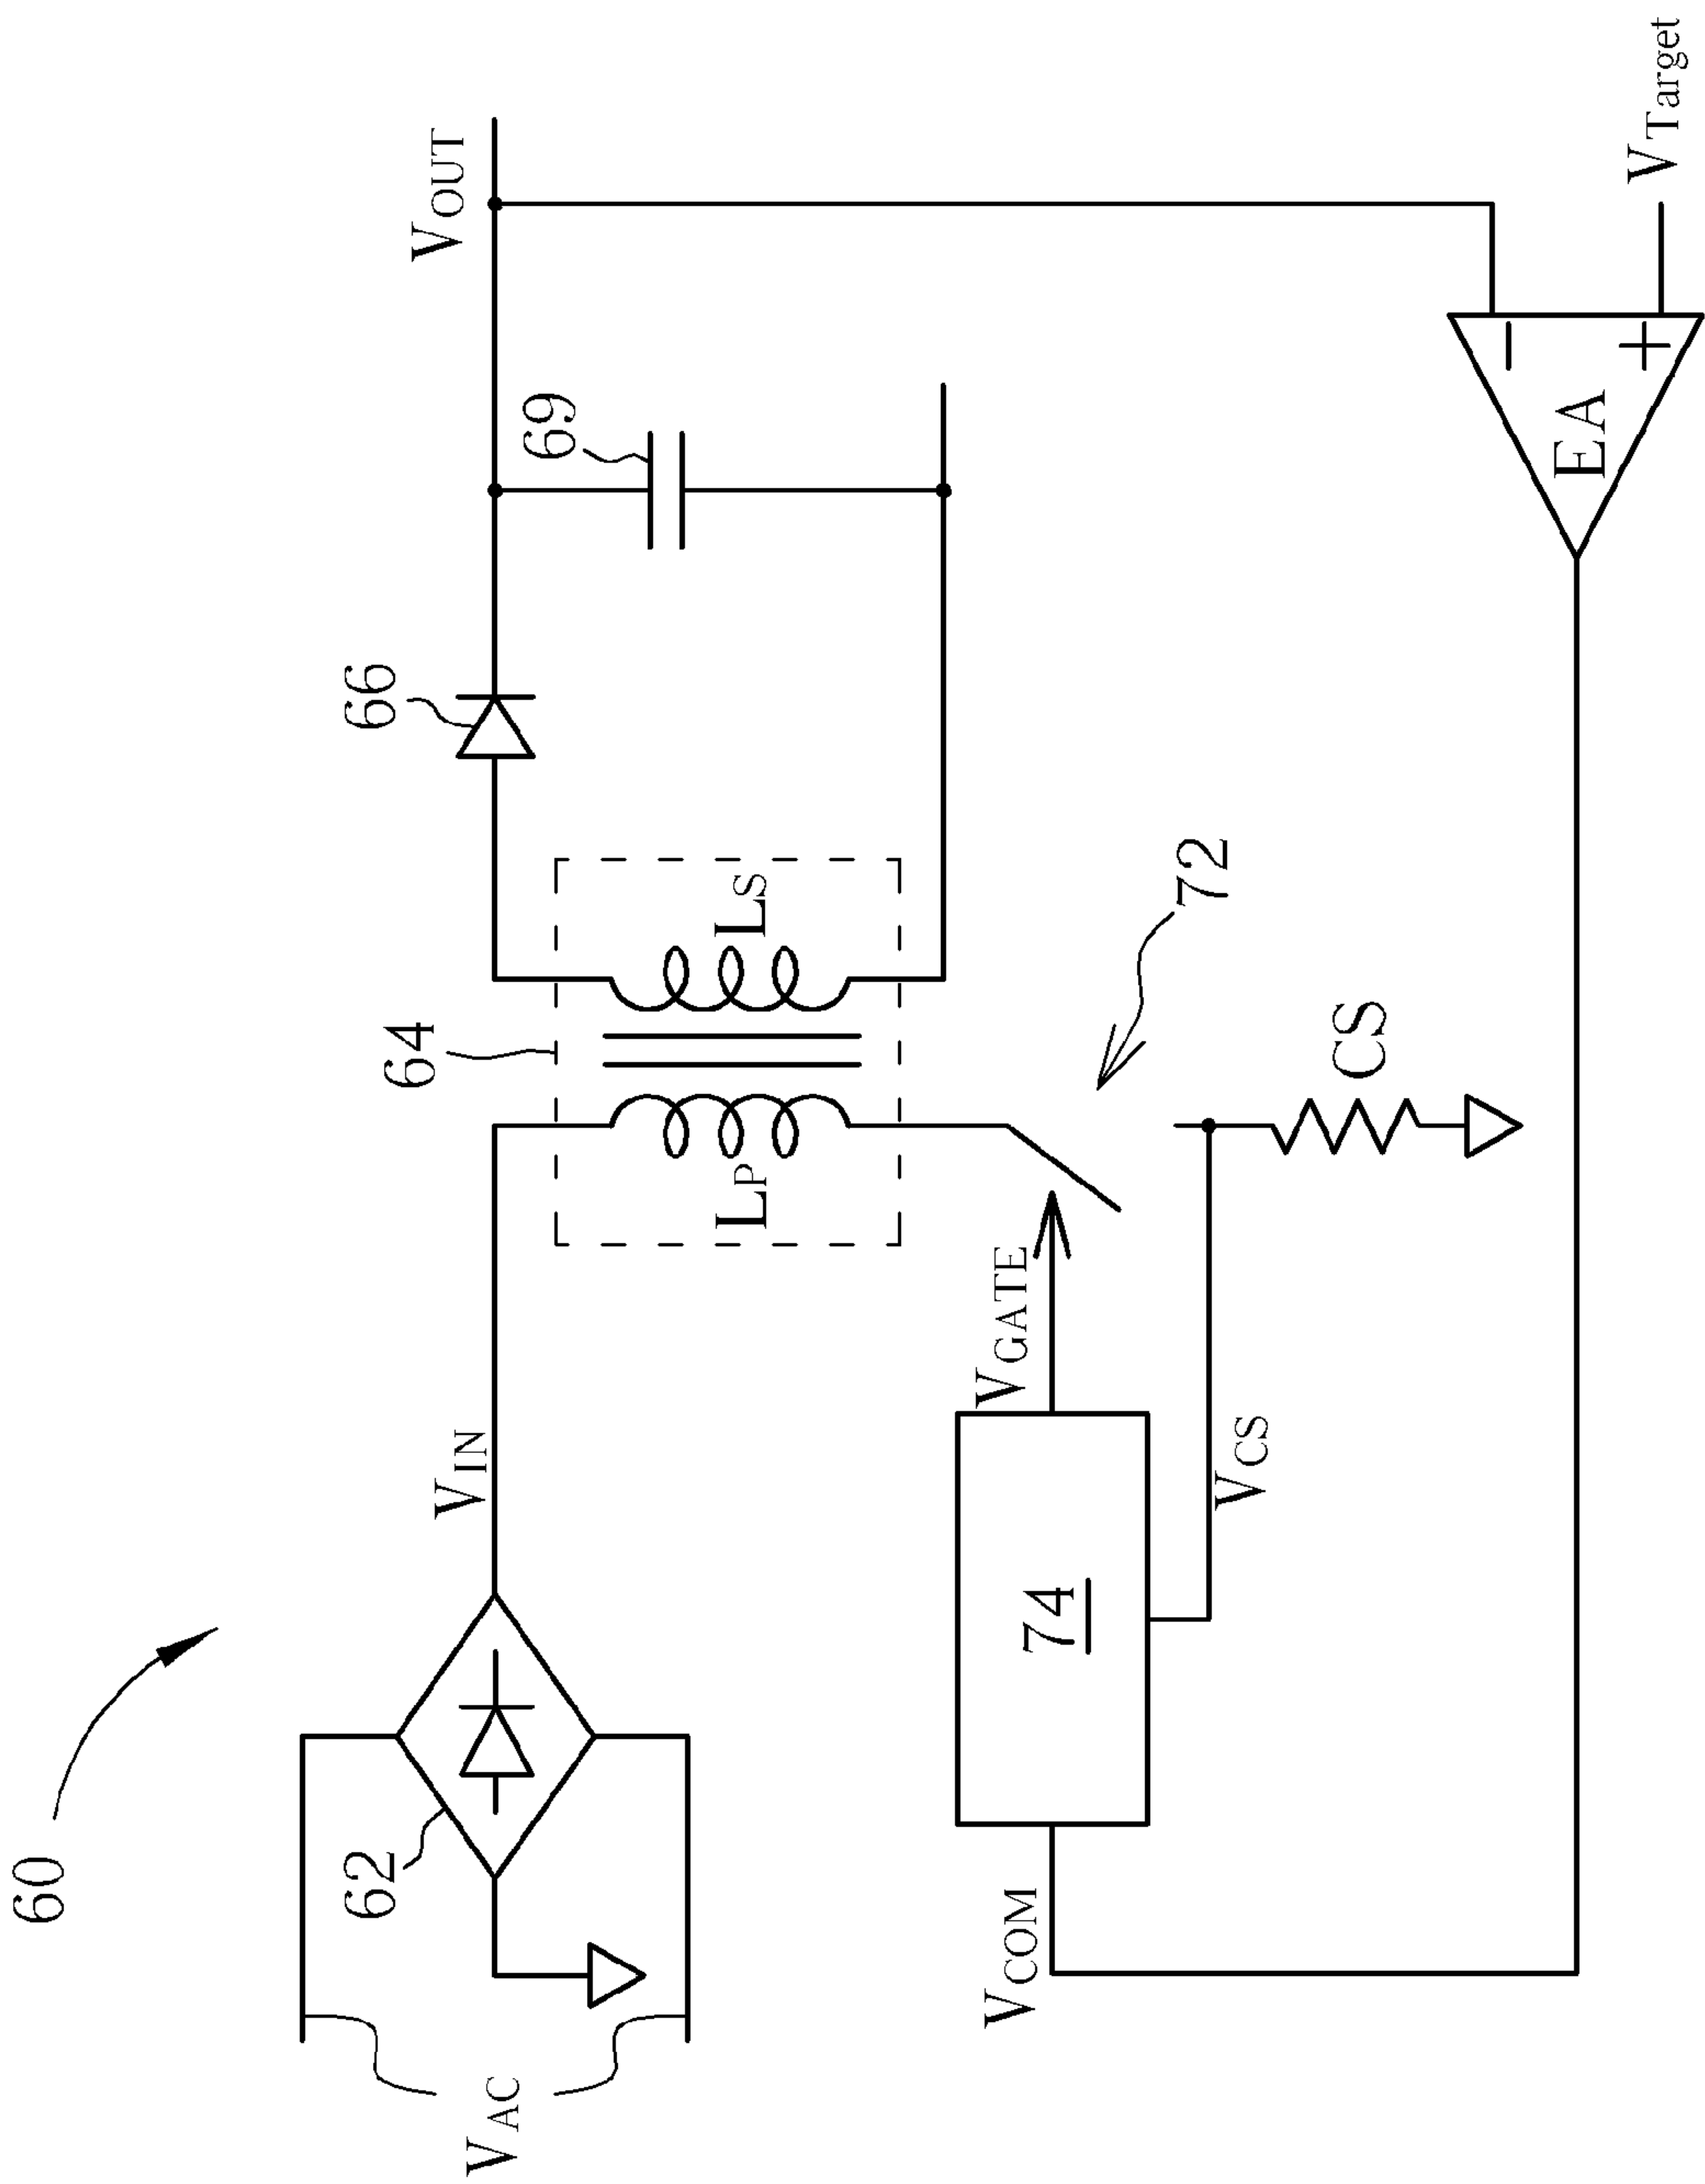 60
62
VAC
VIN
64
LP
LS
66
69
VOUT
72
VGATE
74
VCOM
VCS
CS
EA
−
+
VTarget